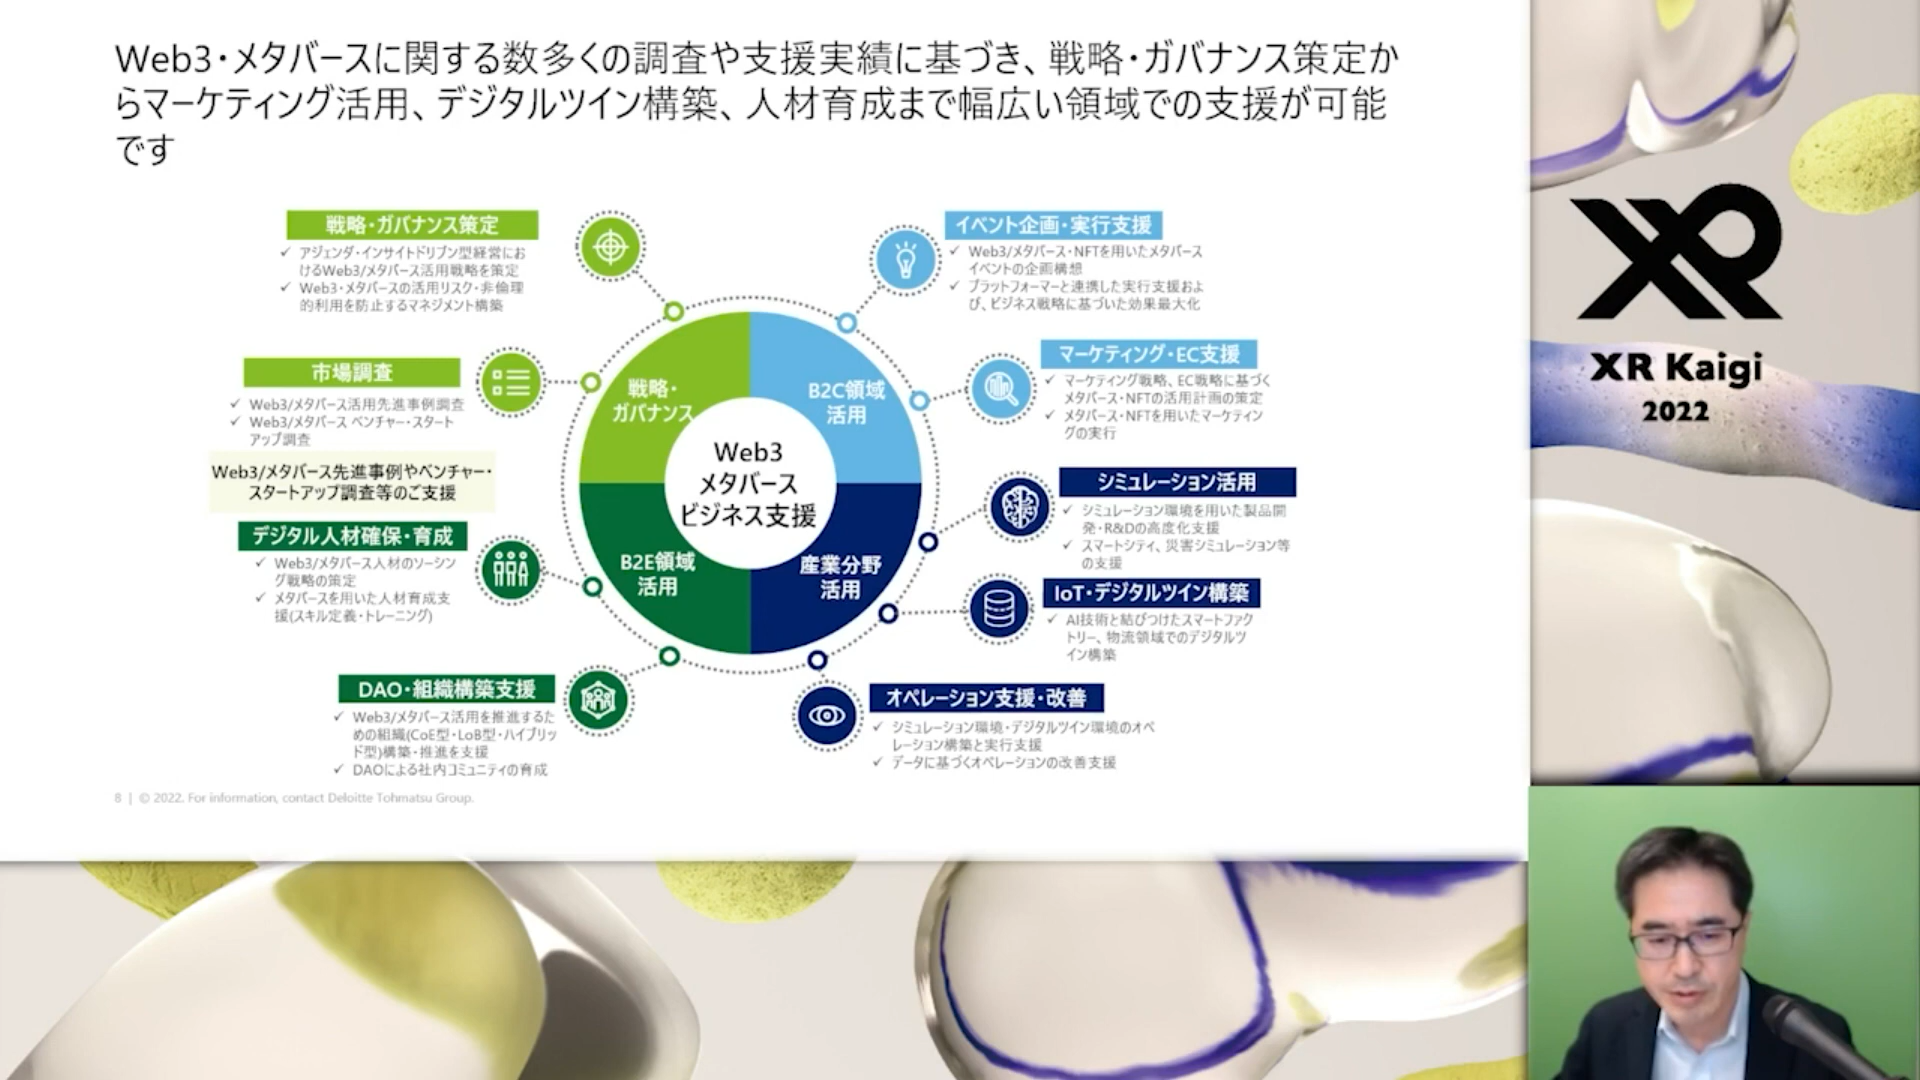 Web3・メタバースに関する数多くの調査や支援実績に基づき、戦略・ガバナンス策定か
らマーケティング活用、デジタルツイン構築、人材育成まで幅広い領域での支援が可能
です
戦略・ガバナンス策定
✓ アジェンダ・インサイトドリブン型経営にお
けるWeb3/メタバース活用戦略を策定
✓ Web3・メタバースの活用リスク・非倫理
的利用を防止するマネジメント構築
市場調査
✓ Web3/メタバース活用先進事例調査
✓ Web3/メタバース ベンチャー・スタート
アップ調査
Web3/メタバース先進事例やベンチャー・
スタートアップ調査等のご支援
デジタル人材確保・育成
✓ Web3/メタバース人材のソーシン
グ戦略の策定
✓ メタバースを用いた人材育成支
援(スキル定義・トレーニング)
DAO・組織構築支援
✓ Web3/メタバース活用を推進するた
めの組織(CoE型・LoB型・ハイブリッ
ド型)構築・推進を支援
✓ DAOによる社内コミュニティの育成
戦略・
ガバナンス
B2C領域
活用
Web3
メタバース
ビジネス支援
B2E領域
活用
産業分野
活用
イベント企画・実行支援
✓ Web3/メタバース・NFTを用いたメタバース
イベントの企画構想
✓ プラットフォーマーと連携した実行支援およ
び、ビジネス戦略に基づいた効果最大化
マーケティング・EC支援
✓ マーケティング戦略、EC戦略に基づく
メタバース・NFTの活用計画の策定
✓ メタバース・NFTを用いたマーケティン
グの実行
シミュレーション活用
✓ シミュレーション環境を用いた製品開
発・R&Dの高度化支援
✓ スマートシティ、災害シミュレーション等
の支援
IoT・デジタルツイン構築
✓ AI技術と結びつけたスマートファク
トリー、物流領域でのデジタルツ
イン構築
オペレーション支援・改善
✓ シミュレーション環境・デジタルツイン環境のオペ
レーション構築と実行支援
✓ データに基づくオペレーションの改善支援
8 | © 2022. For information, contact Deloitte Tohmatsu Group.
XR
XR Kaigi
2022